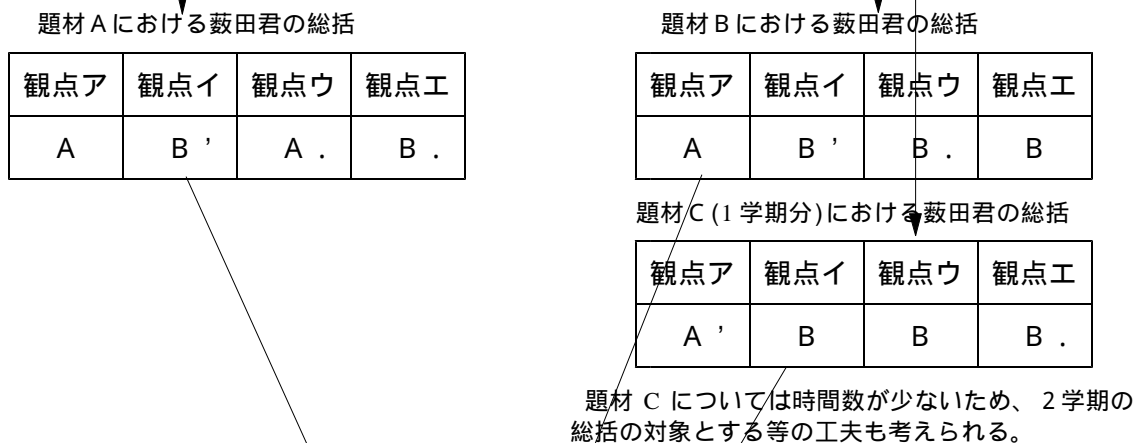 題材Aにおける薮田君の総括
観点ア 観点イ 観点ウ 観点エ
A B ’ A . B .
題材Bにおける薮田君の総括
観点ア 観点イ 観点ウ 観点エ
A B ’ B . B
題材C(1学期分)における薮田君の総括
観点ア 観点イ 観点ウ 観点エ
A ’ B B B .
題材 C については時間数が少ないため、2学期の
総括の対象とする等の工夫も考えられる。